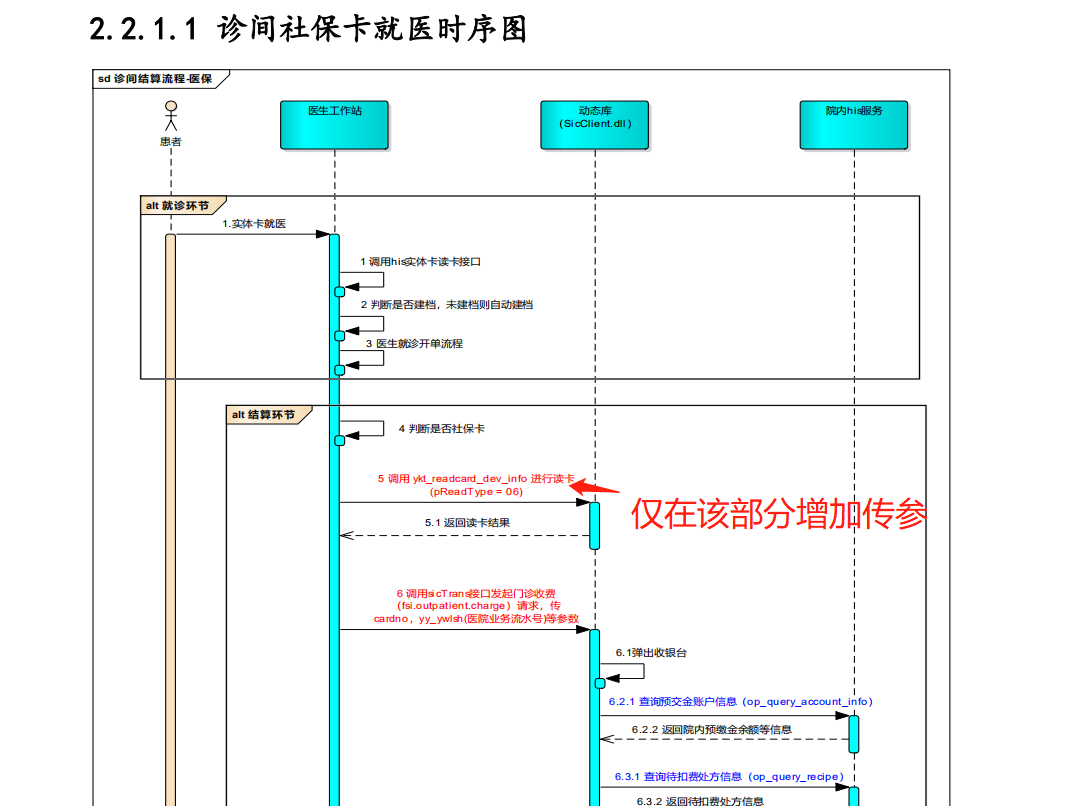 2.2.1.1 诊间社保卡就医时序图
sd 诊间结算流程-医保
患者
医生工作站
动态库
(SicClient.dll)
院内his服务
alt 就诊环节
1.实体卡就医
1 调用his实体卡读卡接口
2 判断是否建档，未建档则自动建档
3 医生就诊开单流程
alt 结算环节
4 判断是否社保卡
5 调用 ykt_readcard_dev_info 进行读卡
(pReadType = 06)
仅在该部分增加传参
5.1 返回读卡结果
6 调用sicTrans接口发起门诊收费
（fsi.outpatient.charge）请求，传
cardno，yy_ywlsh(医院业务流水号)等参数
6.1弹出收银台
6.2.1 查询预交金账户信息（op_query_account_info）
6.2.2 返回院内预缴金余额等信息
6.3.1 查询待扣费处方信息（op_query_recipe）
6.3.2 返回待扣费处方信息